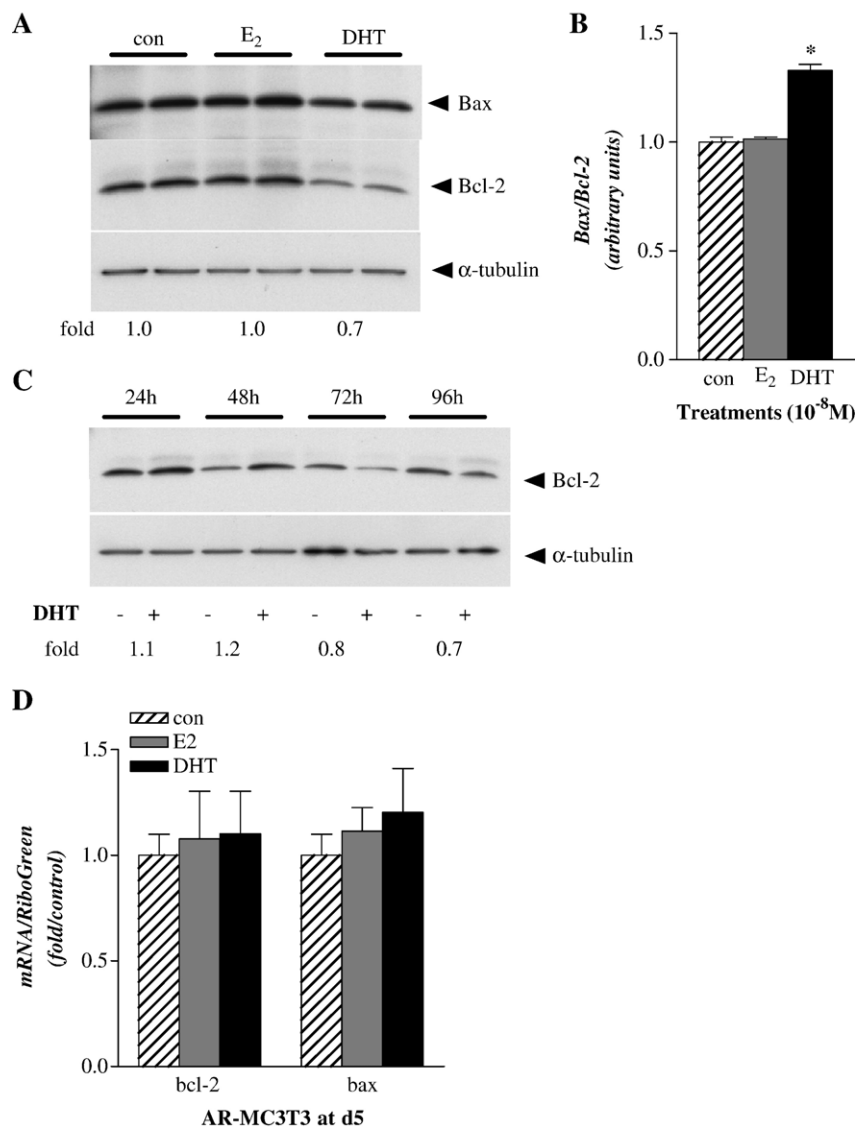 A
con E₂ DHT
Bax
Bcl-2
α-tubulin
fold 1.0 1.0 0.7
B
1.5
1.0
0.5
0.0
Bax/Bcl-2
(arbitrary units)
*
con E₂ DHT
Treatments (10⁻⁸M)
C
24h 48h 72h 96h
Bcl-2
α-tubulin
DHT - + - + - + - +
fold 1.1 1.2 0.8 0.7
D
con
E2
DHT
1.5
1.0
0.5
0.0
mRNA/RiboGreen
(fold/control)
bcl-2 bax
AR-MC3T3 at d5